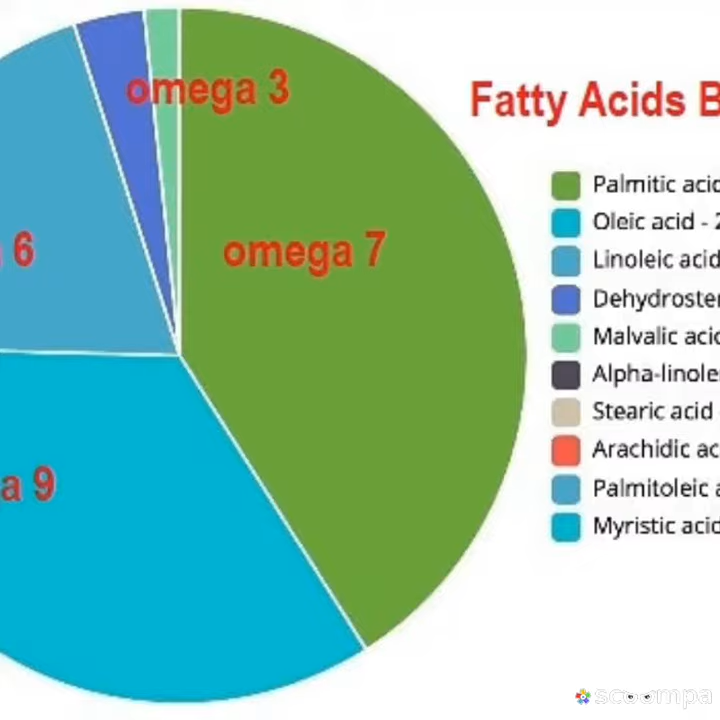 omega 3
Fatty Acids B
Palmitic acid
omega 7
Oleic acid - 2
6
Linoleic acid
Dehydroster
Malvalic acid
Alpha-linole
Stearic acid
Arachidic ac
a 9
Palmitoleic a
Myristic acid